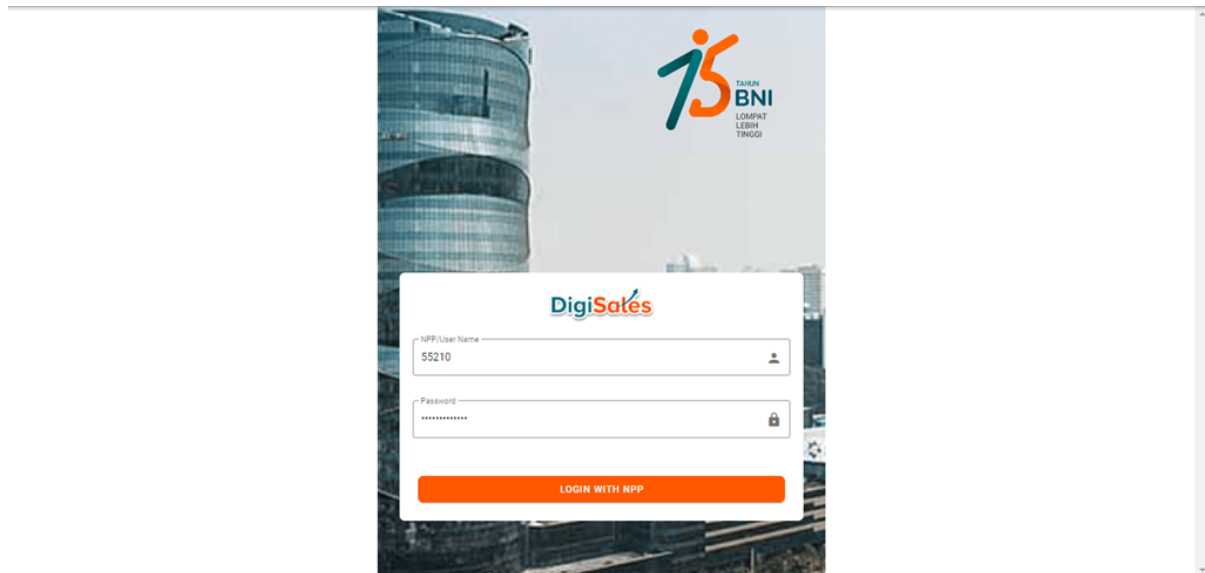 75
TAHUN
BNI
LOMPAT
LEBIH
TINGGI
DigiSales
NPP/User Name
55210
Password
•••••••••••••
LOGIN WITH NPP